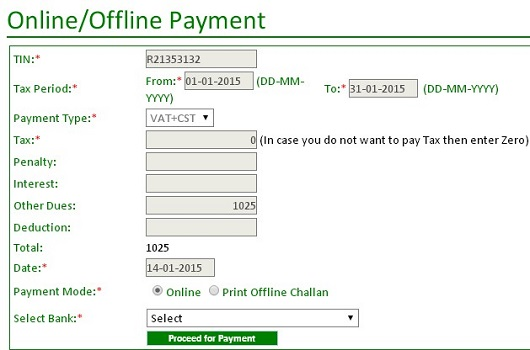 Online/Offline Payment
TIN:* R21353132
Tax Period:* From:* 01-01-2015 (DD-MM-YYYY) To:* 31-01-2015 (DD-MM-YYYY)
Payment Type:* VAT+CST
Tax:* 0 (In case you do not want to pay Tax then enter Zero)
Penalty:
Interest:
Other Dues: 1025
Deduction:
Total: 1025
Date:* 14-01-2015
Payment Mode:* Online Print Offline Challan
Select Bank:* Select
Proceed for Payment